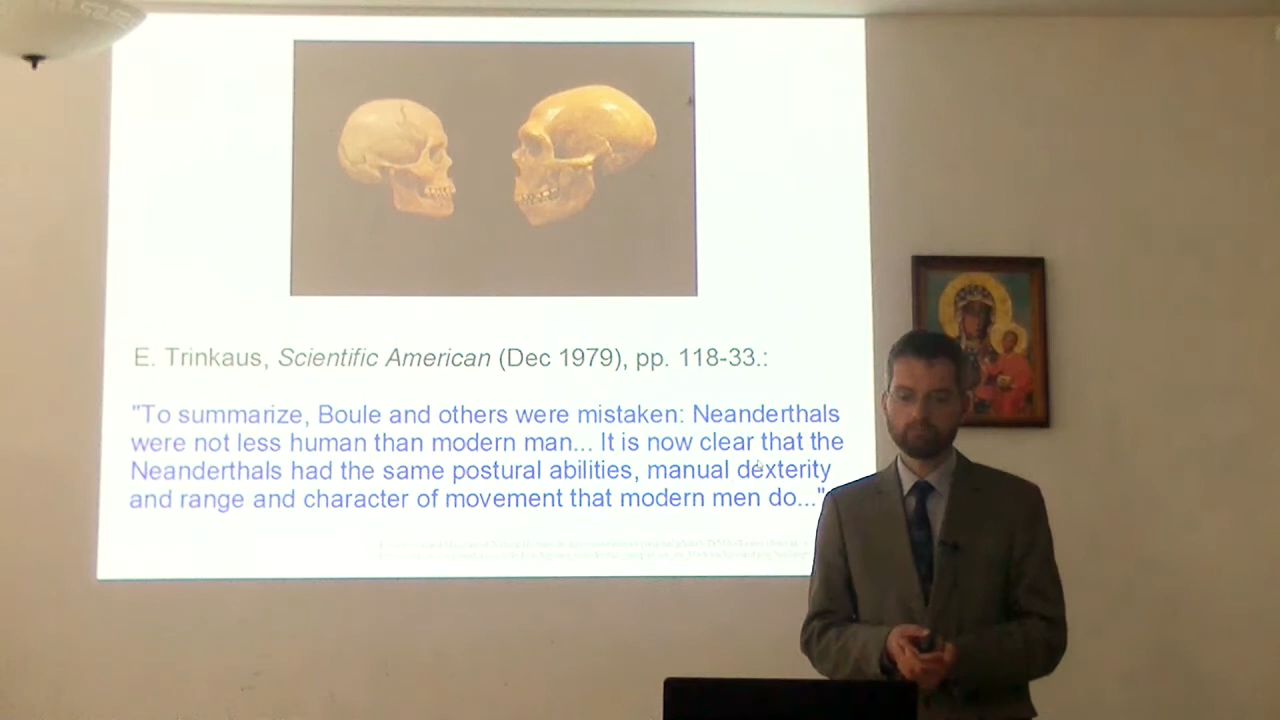 E. Trinkaus, Scientific American (Dec 1979), pp. 118-33.:
"To summarize, Boule and others were mistaken: Neanderthals
were not less human than modern man... It is now clear that the
Neanderthals had the same postural abilities, manual dexterity
and range and character of movement that modern men do..."